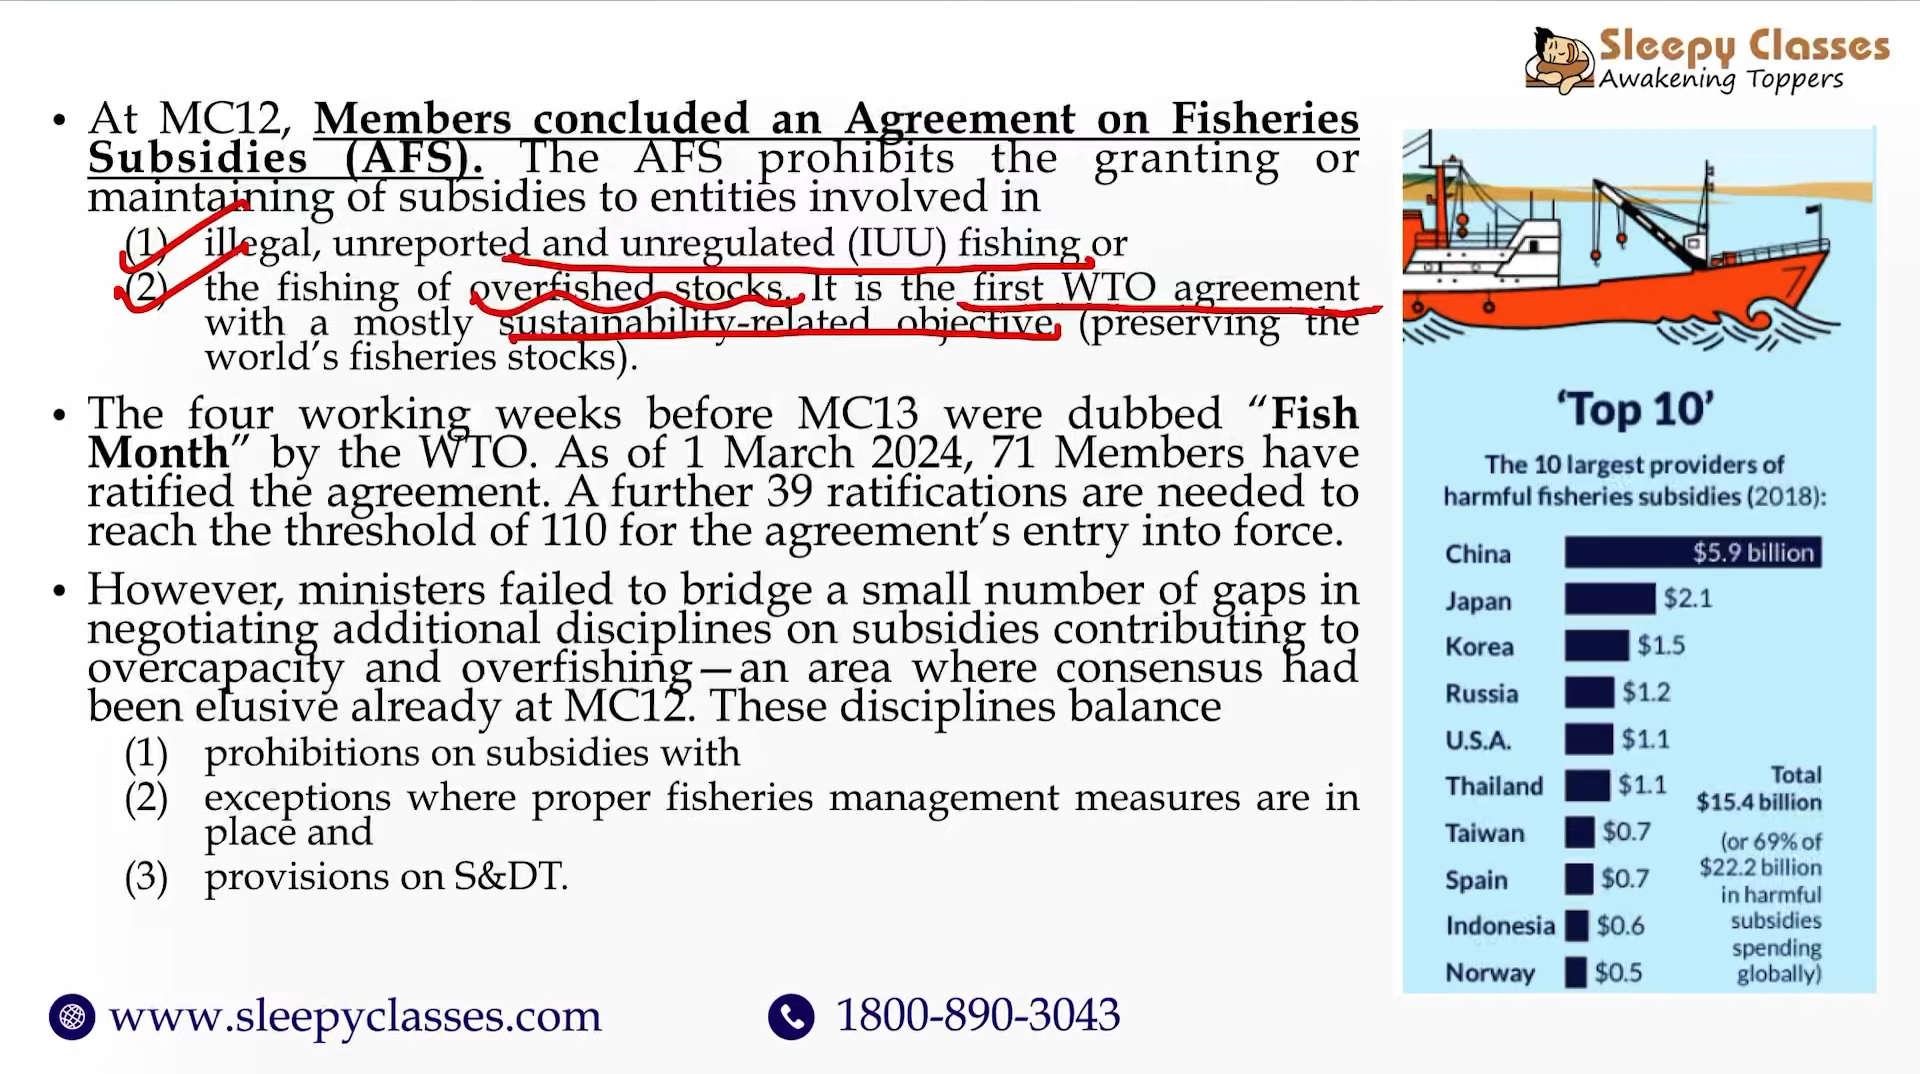 Sleepy Classes
Awakening Toppers
• At MC12, Members concluded an Agreement on Fisheries
Subsidies (AFS). The AFS prohibits the granting or
maintaining of subsidies to entities involved in
(1) illegal, unreported and unregulated (IUU) fishing or
(2) the fishing of overfished stocks. It is the first WTO agreement
with a mostly sustainability-related objective (preserving the
world’s fisheries stocks).
• The four working weeks before MC13 were dubbed “Fish
Month” by the WTO. As of 1 March 2024, 71 Members have
ratified the agreement. A further 39 ratifications are needed to
reach the threshold of 110 for the agreement’s entry into force.
• However, ministers failed to bridge a small number of gaps in
negotiating additional disciplines on subsidies contributing to
overcapacity and overfishing—an area where consensus had
been elusive already at MC12. These disciplines balance
(1) prohibitions on subsidies with
(2) exceptions where proper fisheries management measures are in
place and
(3) provisions on S&DT.
‘Top 10’
The 10 largest providers of
harmful fisheries subsidies (2018):
China $5.9 billion
Japan $2.1
Korea $1.5
Russia $1.2
U.S.A. $1.1
Thailand $1.1
Taiwan $0.7
Spain $0.7
Indonesia $0.6
Norway $0.5
Total
$15.4 billion
(or 69% of
$22.2 billion
in harmful
subsidies
spending
globally)
www.sleepyclasses.com
1800-890-3043